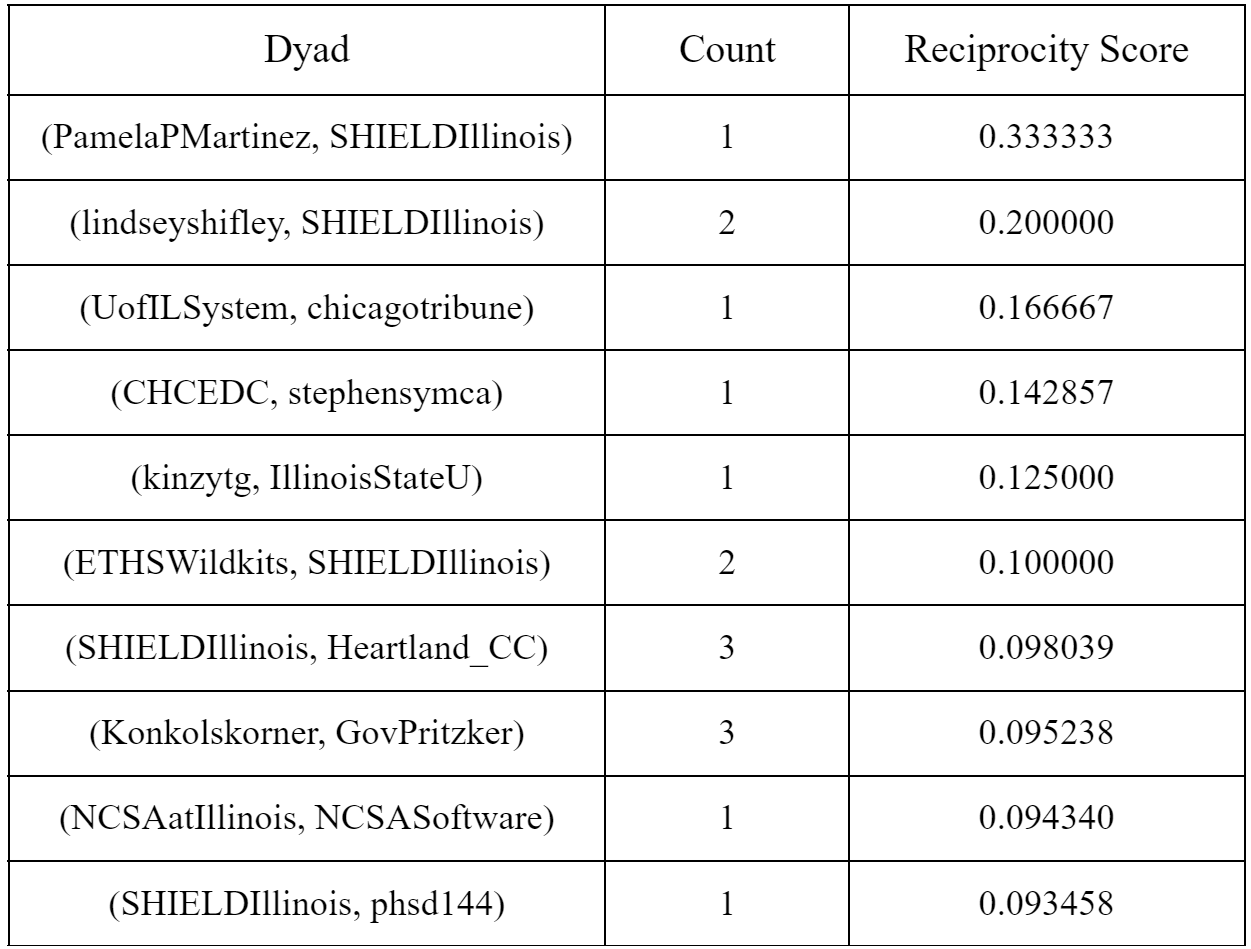 Dyad Count Reciprocity Score
(PamelaPMartinez, SHIELDIllinois) 1 0.333333
(lindseyshifley, SHIELDIllinois) 2 0.200000
(UofILSystem, chicagotribune) 1 0.166667
(CHCEDC, stephensymca) 1 0.142857
(kinzytg, IllinoisStateU) 1 0.125000
(ETHSWildkits, SHIELDIllinois) 2 0.100000
(SHIELDIllinois, Heartland_CC) 3 0.098039
(Konkolskorner, GovPritzker) 3 0.095238
(NCSAatIllinois, NCSASoftware) 1 0.094340
(SHIELDIllinois, phsd144) 1 0.093458